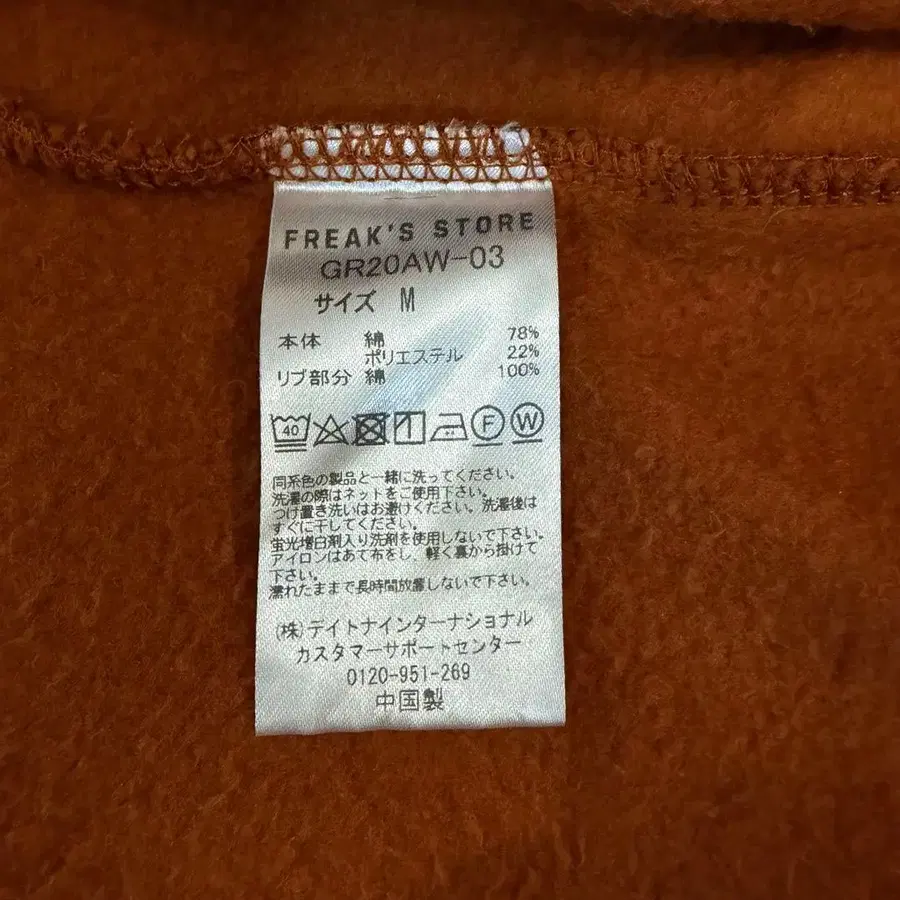 FREAK'S STORE
GR20AW-03
サイズ M
本体 綿 78%
ポリエステル 22%
リブ部分 綿 100%
40 F W
同系色の製品と一緒に洗ってください。
洗濯の際はネットをご使用下さい。
つけ置き洗いはお避けください。洗濯後は
すぐに干してください。
蛍光増白剤入り洗剤を使用しないで下さい。
アイロンはあて布をし、軽く裏から掛けて
下さい。
濡れたままで長時間放置しないで下さい。
(株)デイトナインターナショナル
カスタマーサポートセンター
0120-951-269
中国製